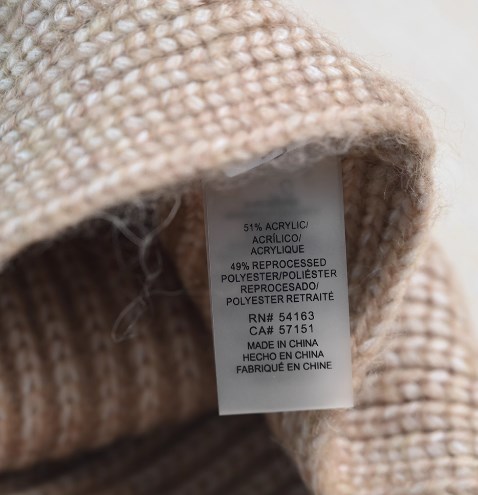 51% ACRYLIC/
ACRÍLICO/
ACRYLIQUE
49% REPROCESSED
POLYESTER/POLIÉSTER
REPROCESADO/
POLYESTER RETRAITÉ
RN# 54163
CA# 57151
MADE IN CHINA
HECHO EN CHINA
FABRIQUÉ EN CHINE